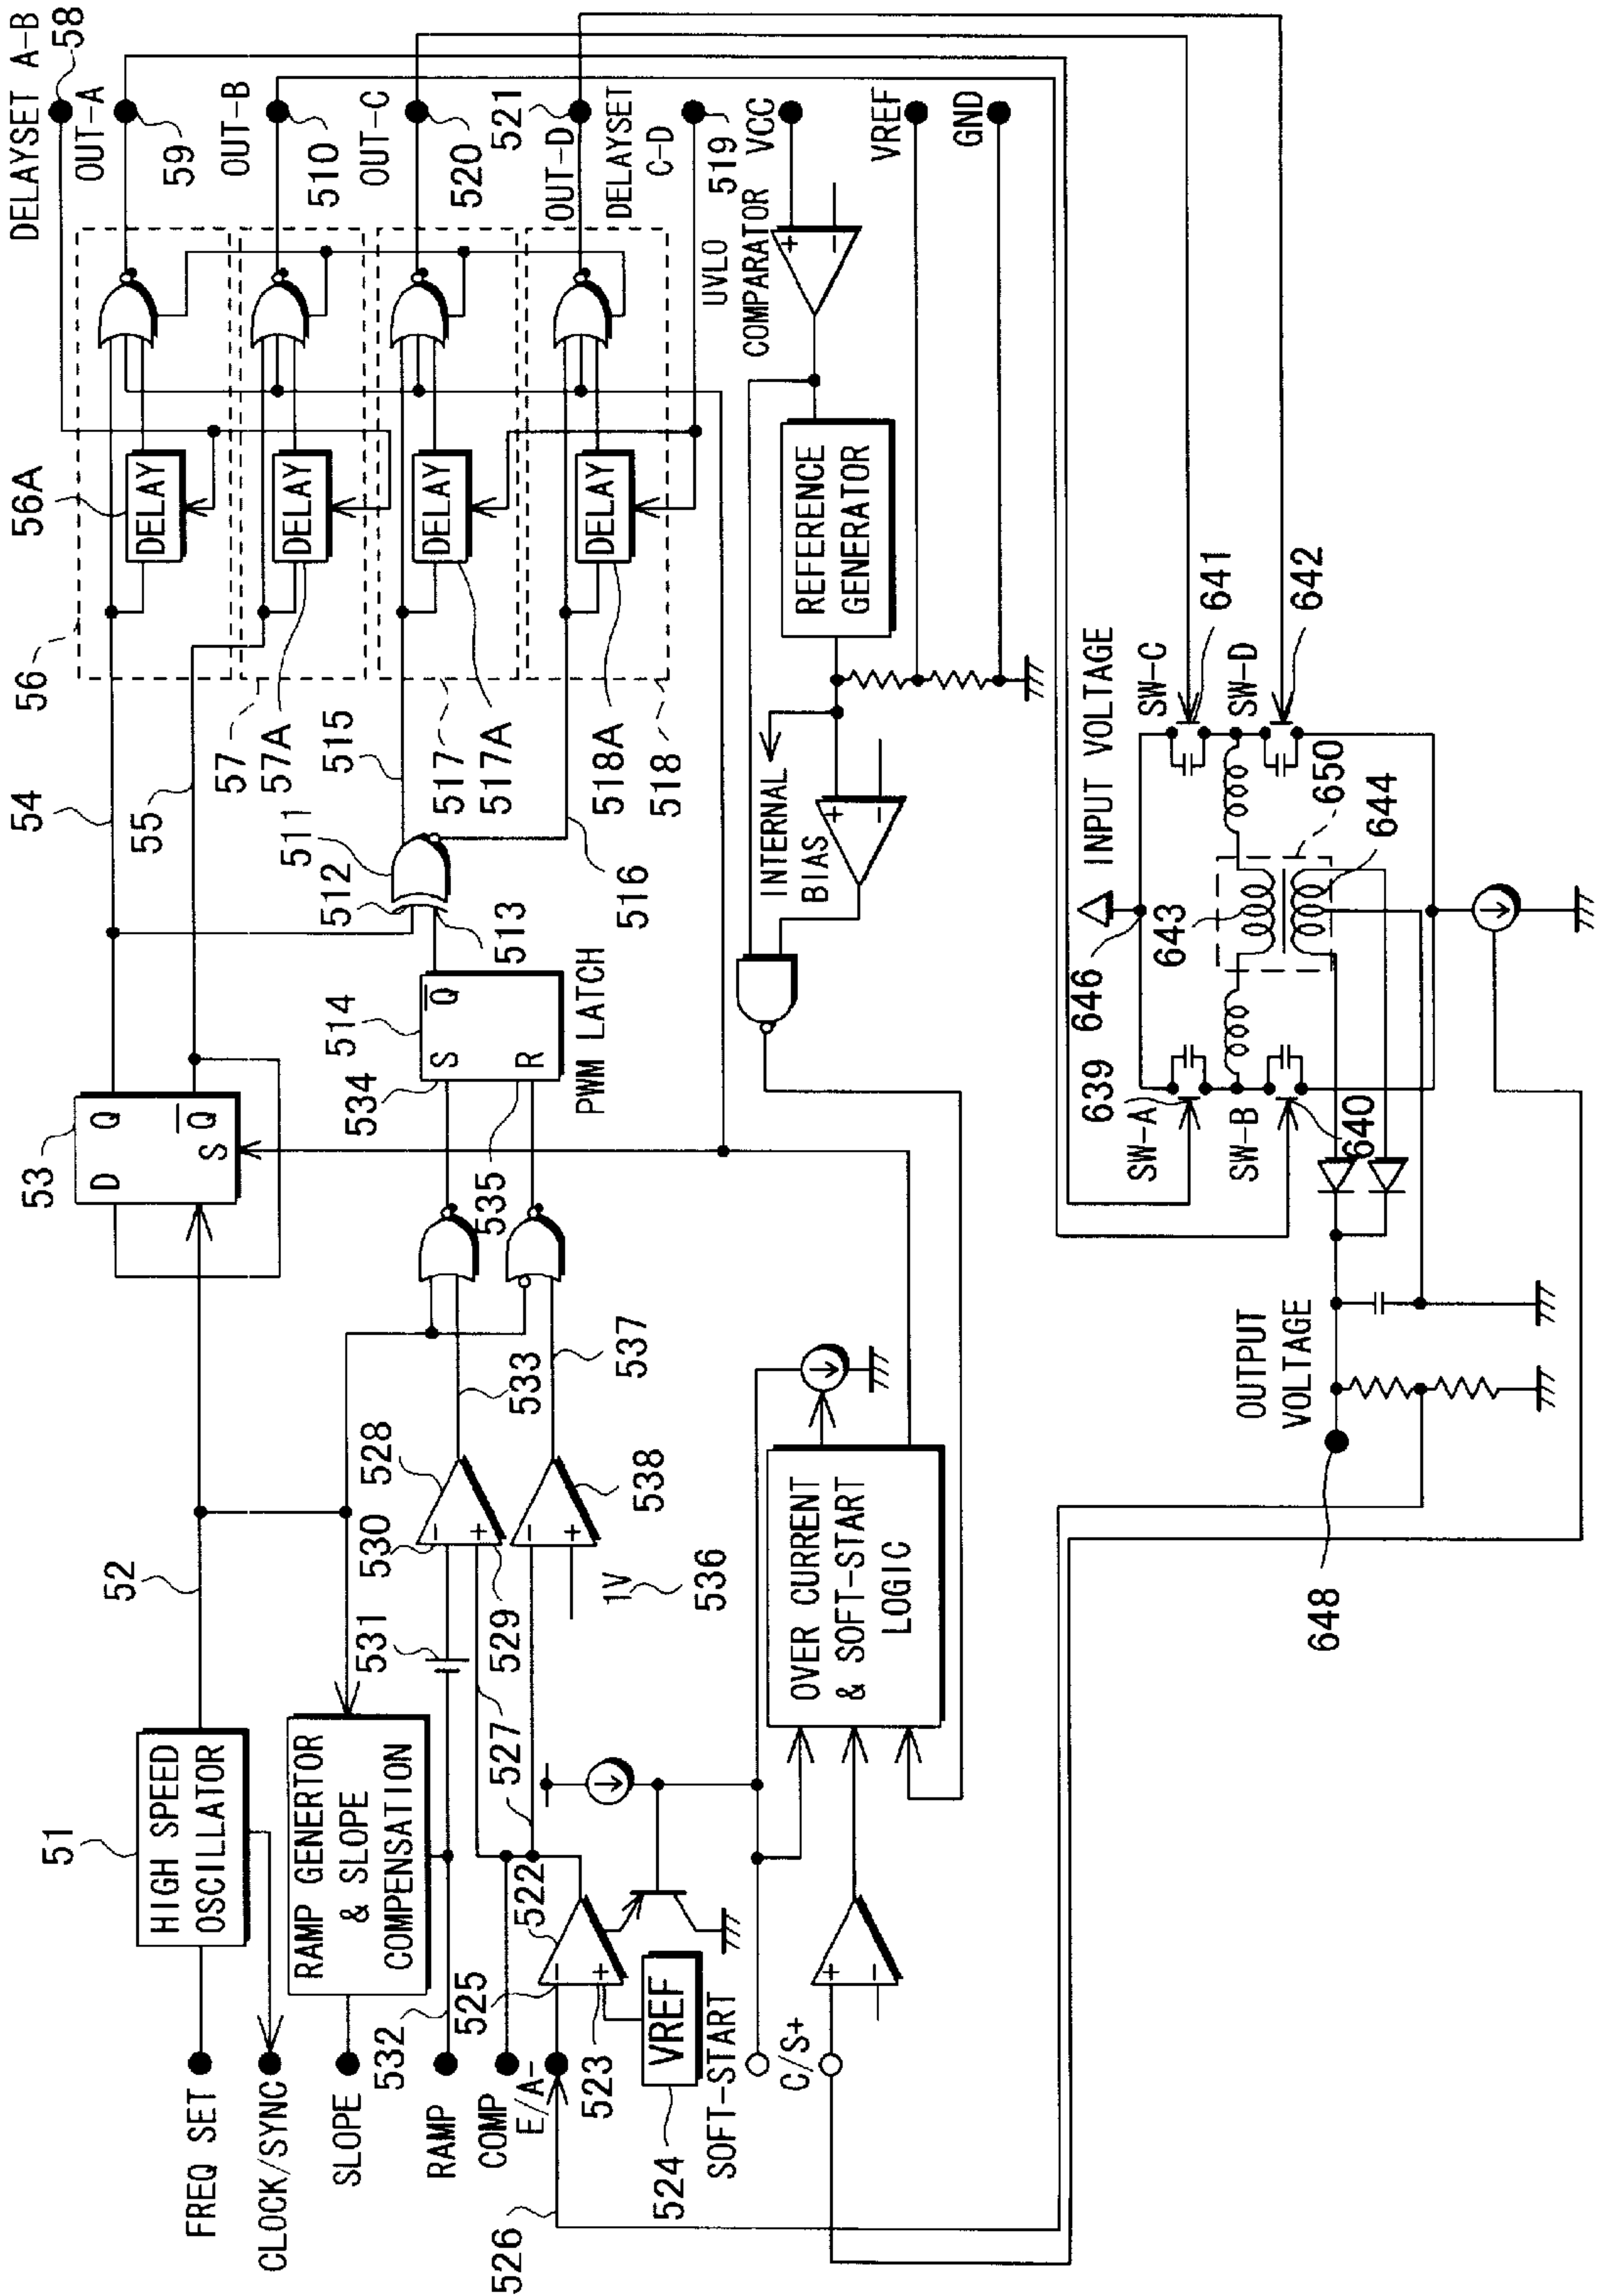 FREQ SET
CLOCK/SYNC
SLOPE
RAMP
COMP
E/A-
SOFT-START
C/S+
51
HIGH SPEED
OSCILLATOR
RAMP GENERTOR
& SLOPE
COMPENSATION
532
525
522
523
VREF
524
526
52
531
530
528
-
+
529
527
533
-
+
538
537
1V
536
OVER CURRENT
& SOFT-START
LOGIC
-
+
+
-
53
D
Q
Q
S
534
514
S
Q
R
535
PWM LATCH
512
511
513
515
516
54
55
56
56A
DELAY
57
57A
DELAY
517
517A
DELAY
518A
518
DELAY
DELAYSET A-B
58
OUT-A
59
OUT-B
510
OUT-C
520
OUT-D
521
DELAYSET
C-D
519
VCC
VREF
GND
UVLO
COMPARATOR
+
-
REFERENCE
GENERATOR
INTERNAL
BIAS
+
-
INPUT VOLTAGE
646
643
650
644
SW-C
641
SW-D
642
639
SW-A
SW-B
640
OUTPUT
VOLTAGE
648